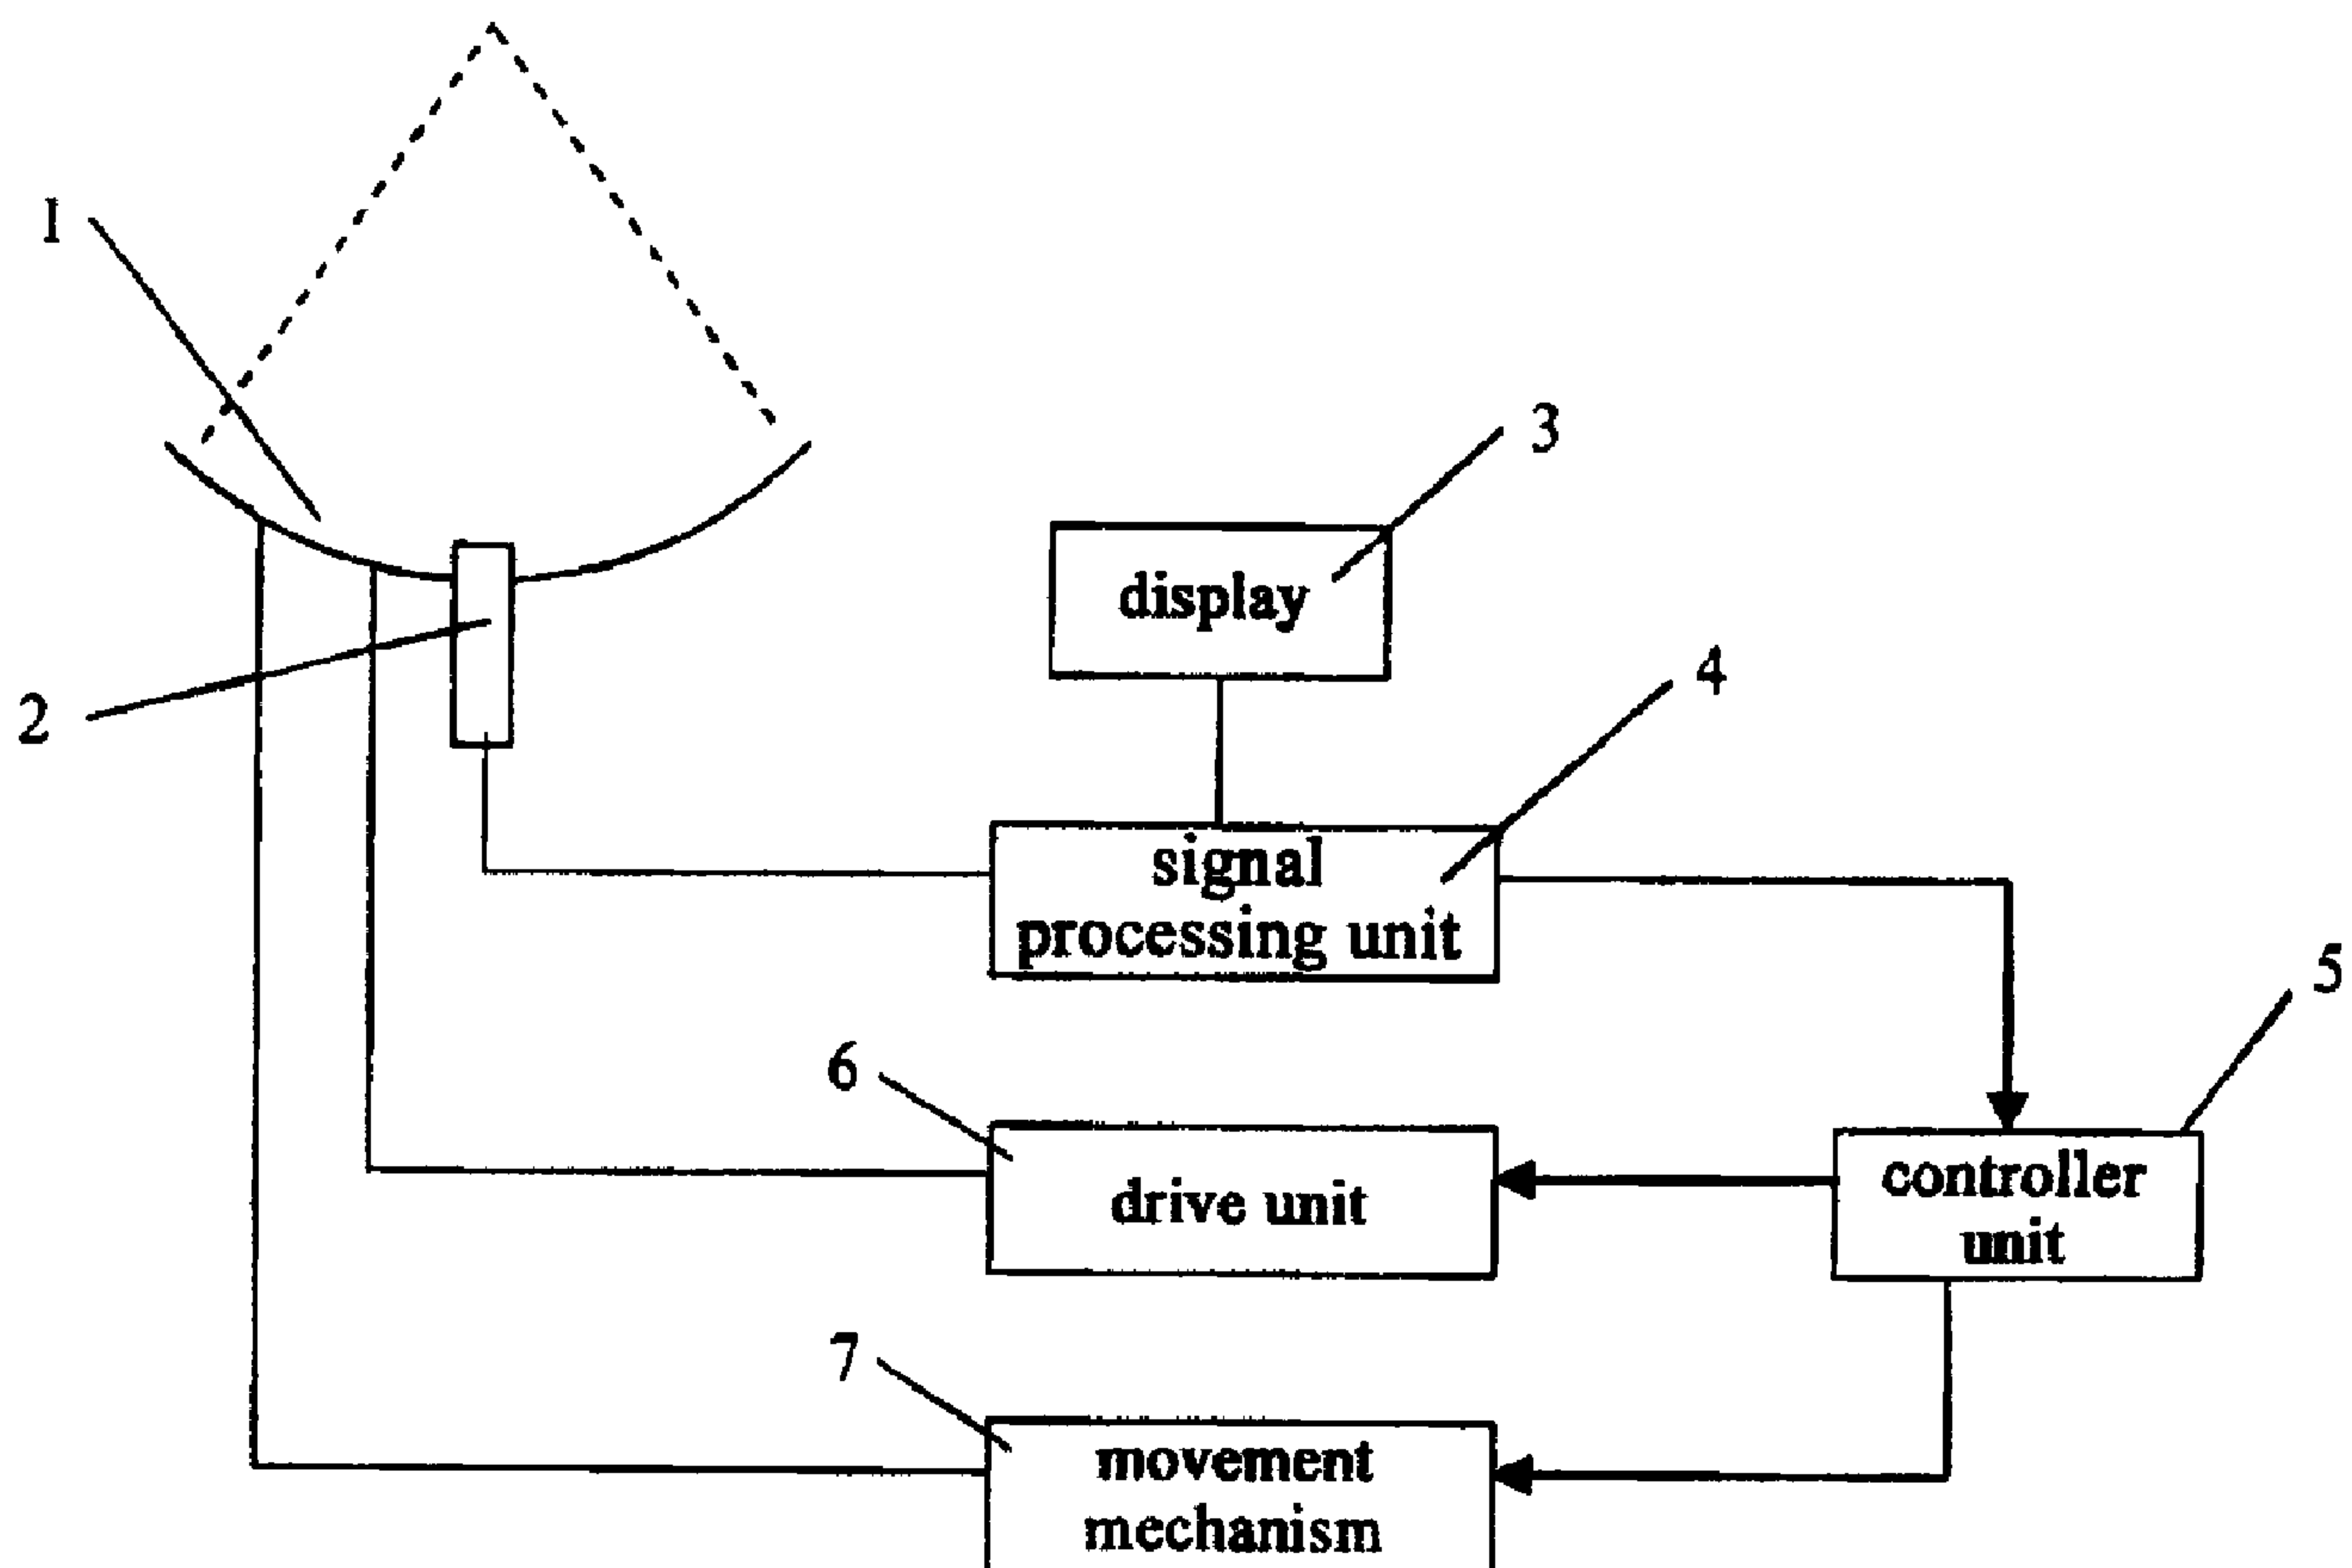 1
3
display
2
4
signal
processing unit
5
6
drive unit
controller
unit
7
movement
mechanism